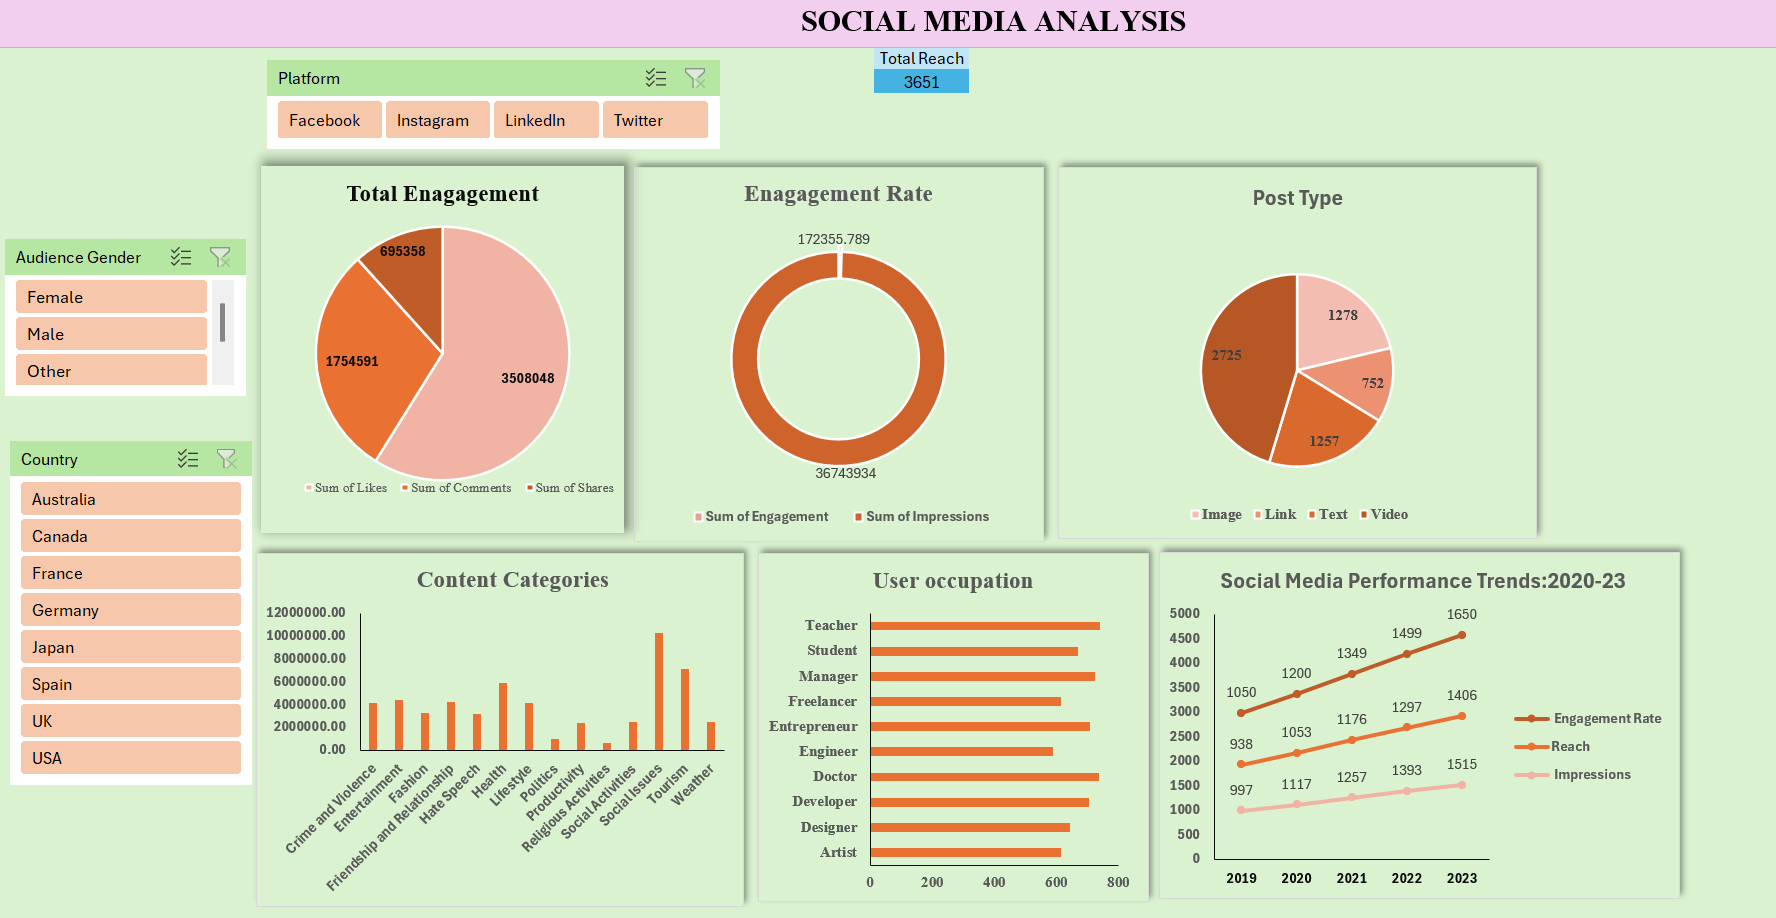 SOCIAL MEDIA ANALYSIS
Total Reach
3651
Platform
Facebook
Instagram
LinkedIn
Twitter
Audience Gender
Female
Male
Other
Country
Australia
Canada
France
Germany
Japan
Spain
UK
USA
Total Enagagement
695358
1754591
3508048
Sum of Likes
Sum of Comments
Sum of Shares
Enagagement Rate
172355.789
36743934
Sum of Engagement
Sum of Impressions
Post Type
1278
2725
752
1257
Image
Link
Text
Video
Content Categories
12000000.00
10000000.00
8000000.00
6000000.00
4000000.00
2000000.00
0.00
Crime and Violence
Entertainment
Fashion
Friendship and Relationship
Hate Speech
Health
Lifestyle
Politics
Productivity
Religious Activities
Social Activities
Social Issues
Tourism
Weather
User occupation
Teacher
Student
Manager
Freelancer
Entrepreneur
Engineer
Doctor
Developer
Designer
Artist
0 200 400 600 800
Social Media Performance Trends:2020-23
5000
4500
4000
3500
3000
2500
2000
1500
1000
500
0
1050 1200 1349 1499 1650
938 1053 1176 1297 1406
997 1117 1257 1393 1515
2019 2020 2021 2022 2023
Engagement Rate
Reach
Impressions